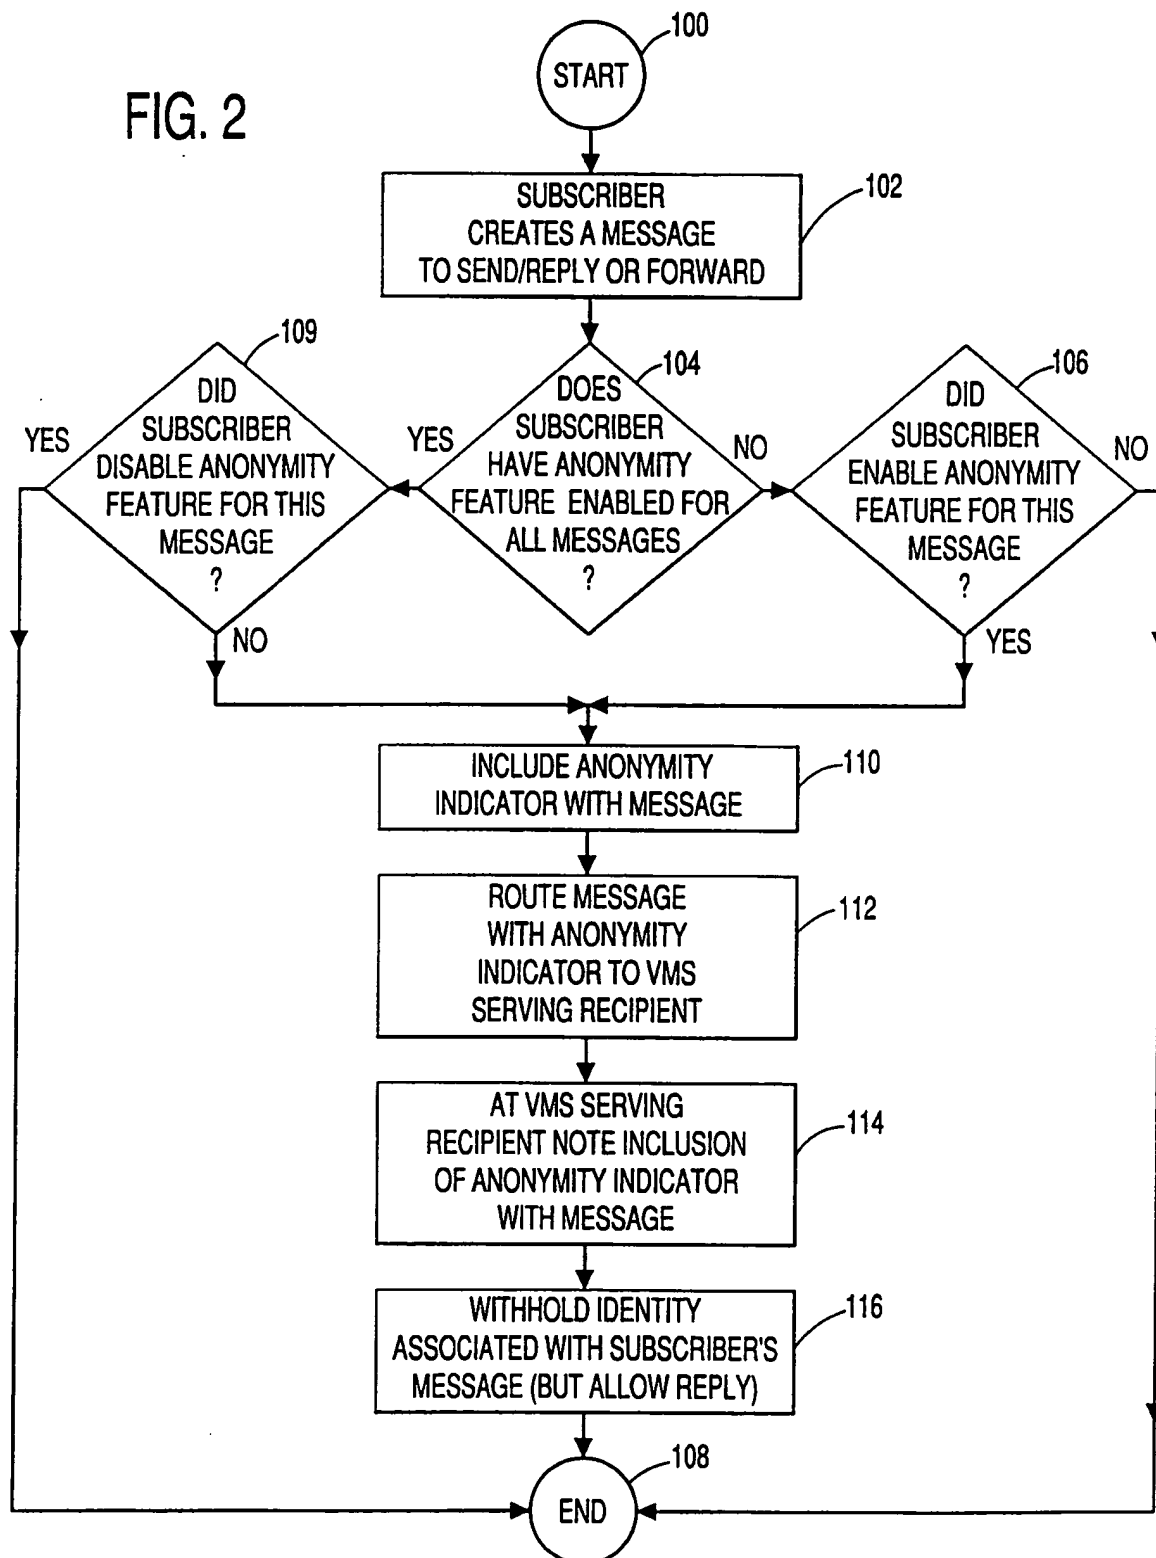 FIG. 2
START
100
SUBSCRIBER
CREATES A MESSAGE
TO SEND/REPLY OR FORWARD
102
109
DID
SUBSCRIBER
DISABLE ANONYMITY
FEATURE FOR THIS
MESSAGE
?
YES
NO
104
DOES
SUBSCRIBER
HAVE ANONYMITY
FEATURE ENABLED FOR
ALL MESSAGES
?
YES
NO
106
DID
SUBSCRIBER
ENABLE ANONYMITY
FEATURE FOR THIS
MESSAGE
?
NO
YES
INCLUDE ANONYMITY
INDICATOR WITH MESSAGE
110
ROUTE MESSAGE
WITH ANONYMITY
INDICATOR TO VMS
SERVING RECIPIENT
112
AT VMS SERVING
RECIPIENT NOTE INCLUSION
OF ANONYMITY INDICATOR
WITH MESSAGE
114
WITHHOLD IDENTITY
ASSOCIATED WITH SUBSCRIBER'S
MESSAGE (BUT ALLOW REPLY)
116
108
END